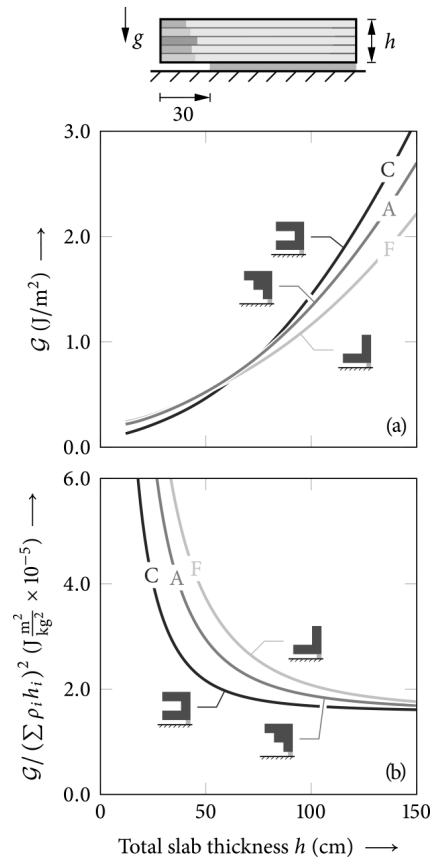 g
h
30
3.0
2.0
1.0
0.0
𝒢 (J/m²) ⟶
C
A
F
(a)
6.0
4.0
2.0
0.0
𝒢/(∑ ρᵢhᵢ)² (J m²/kg² × 10⁻⁵) ⟶
C
A
F
(b)
0
50
100
150
Total slab thickness h (cm) ⟶